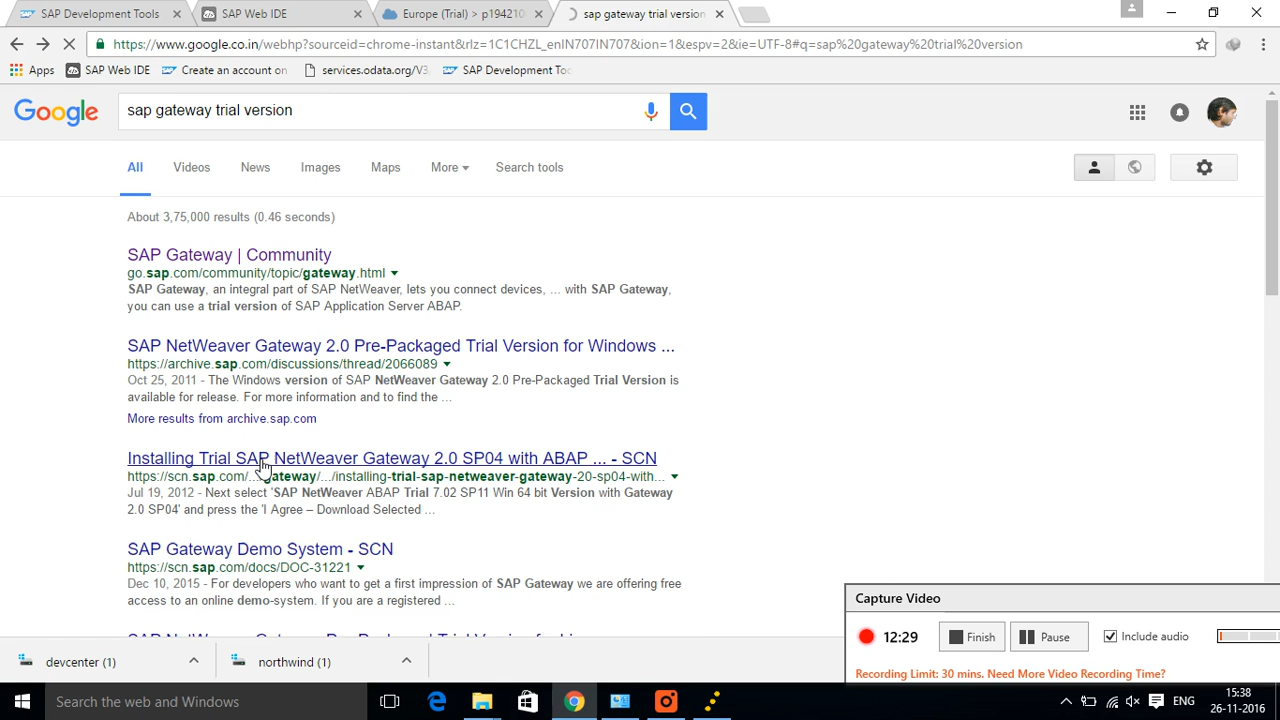 SAP Development Tools
SAP Web IDE
Europe (Trial) > p194210
sap gateway trial version
https://www.google.co.in/webhp?sourceid=chrome-instant&rlz=1C1CHZL_enIN707IN707&ion=1&espv=2&ie=UTF-8#q=sap%20gateway%20trial%20version
Apps
SAP Web IDE
Create an account on
services.odata.org/V3
SAP Development Too
Google
sap gateway trial version
All
Videos
News
Images
Maps
More
Search tools
About 3,75,000 results (0.46 seconds)
SAP Gateway | Community
go.sap.com/community/topic/gateway.html
SAP Gateway, an integral part of SAP NetWeaver, lets you connect devices, ... with SAP Gateway,
you can use a trial version of SAP Application Server ABAP.
SAP NetWeaver Gateway 2.0 Pre-Packaged Trial Version for Windows ...
https://archive.sap.com/discussions/thread/2066089
Oct 25, 2011 - The Windows version of SAP NetWeaver Gateway 2.0 Pre-Packaged Trial Version is
available for release. For more information and to find the ...
More results from archive.sap.com
Installing Trial SAP NetWeaver Gateway 2.0 SP04 with ABAP ... - SCN
https://scn.sap.com/...gateway/.../installing-trial-sap-netweaver-gateway-20-sp04-with...
Jul 19, 2012 - Next select 'SAP NetWeaver ABAP Trial 7.02 SP11 Win 64 bit Version with Gateway
2.0 SP04' and press the 'I Agree – Download Selected ...
SAP Gateway Demo System - SCN
https://scn.sap.com/docs/DOC-31221
Dec 10, 2015 - For developers who want to get a first impression of SAP Gateway we are offering free
access to an online demo-system. If you are a registered ...
Capture Video
12:29
Finish
Pause
Include audio
Recording Limit: 30 mins. Need More Video Recording Time?
devcenter (1)
northwind (1)
Search the web and Windows
ENG
15:38
26-11-2016